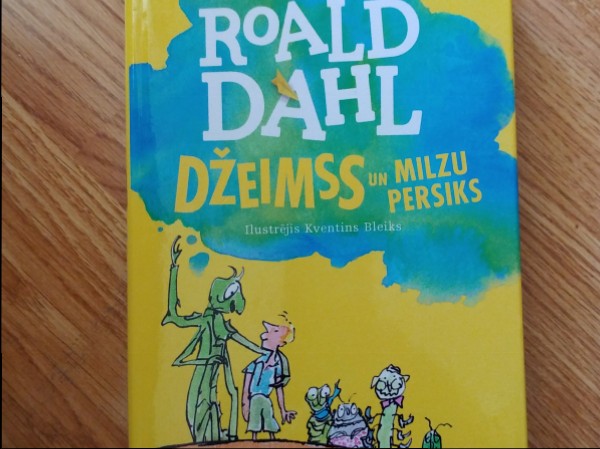 ROALD
DAHL
DŽEIMSS UN MILZU
PERSIKS
Ilustrējis Kventins Bleiks